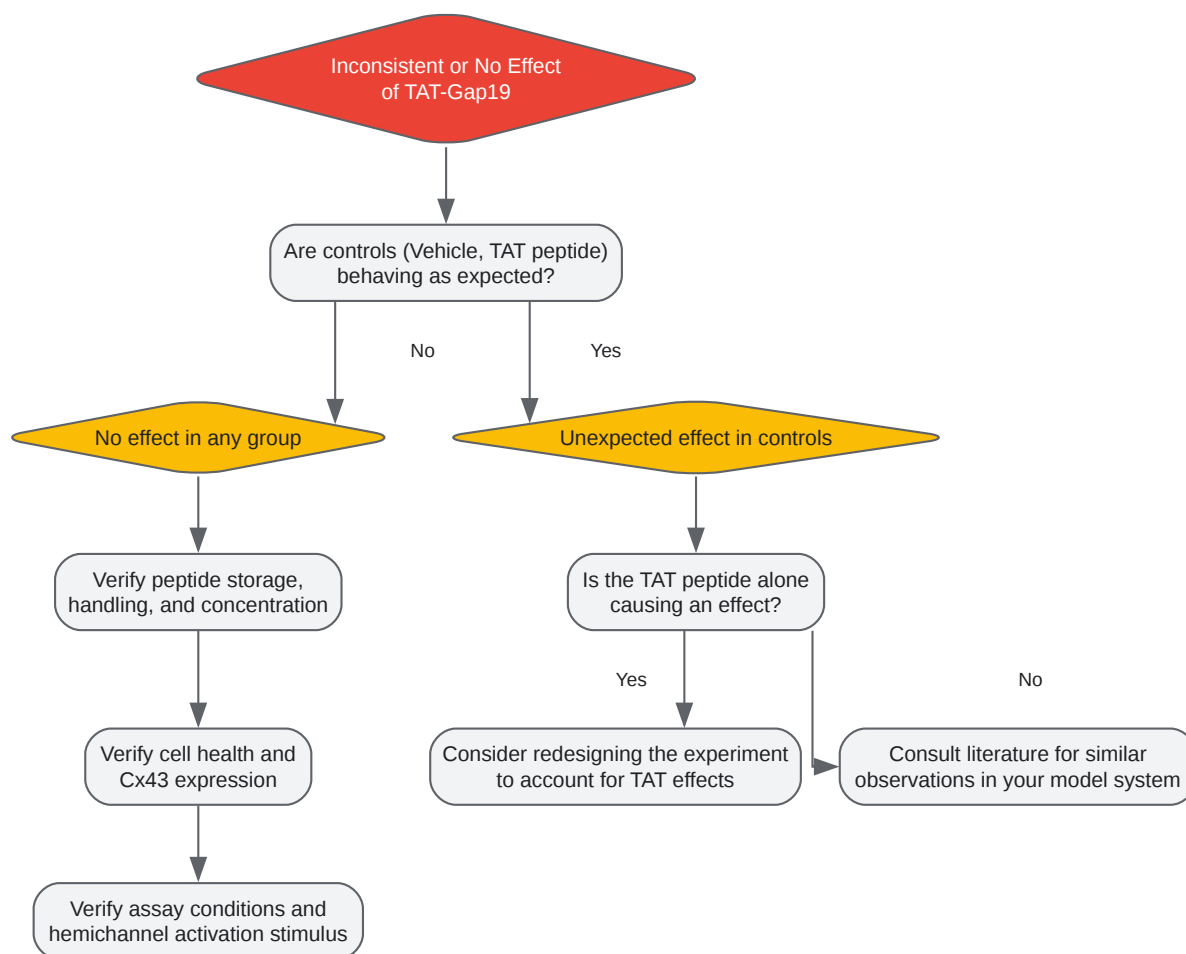 Inconsistent or No Effect
of TAT-Gap19
Are controls (Vehicle, TAT peptide)
behaving as expected?
No
Yes
No effect in any group
Unexpected effect in controls
Verify peptide storage,
handling, and concentration
Is the TAT peptide alone
causing an effect?
Yes
No
Verify cell health and
Cx43 expression
Consider redesigning the experiment
to account for TAT effects
Consult literature for similar
observations in your model system
Verify assay conditions and
hemichannel activation stimulus